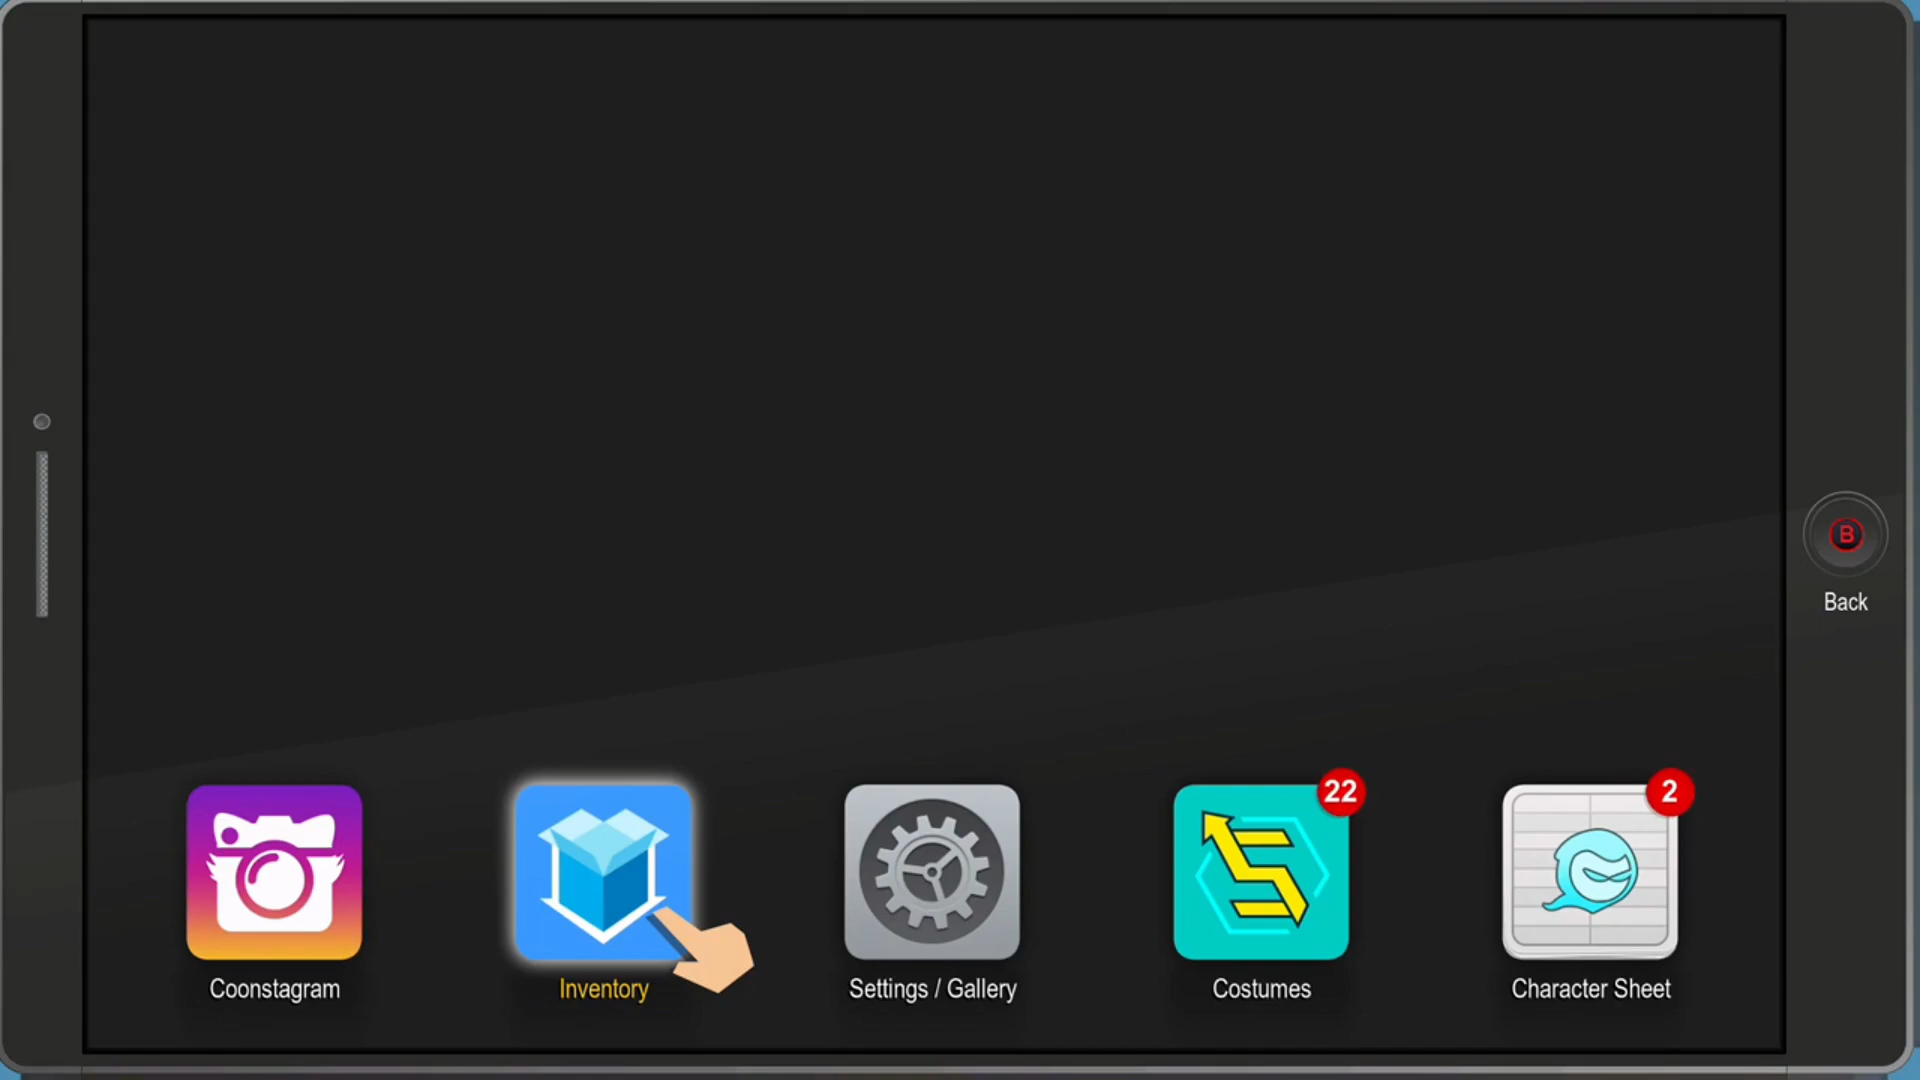 B
Back
22
2
Coonstagram
Inventory
Settings / Gallery
Costumes
Character Sheet